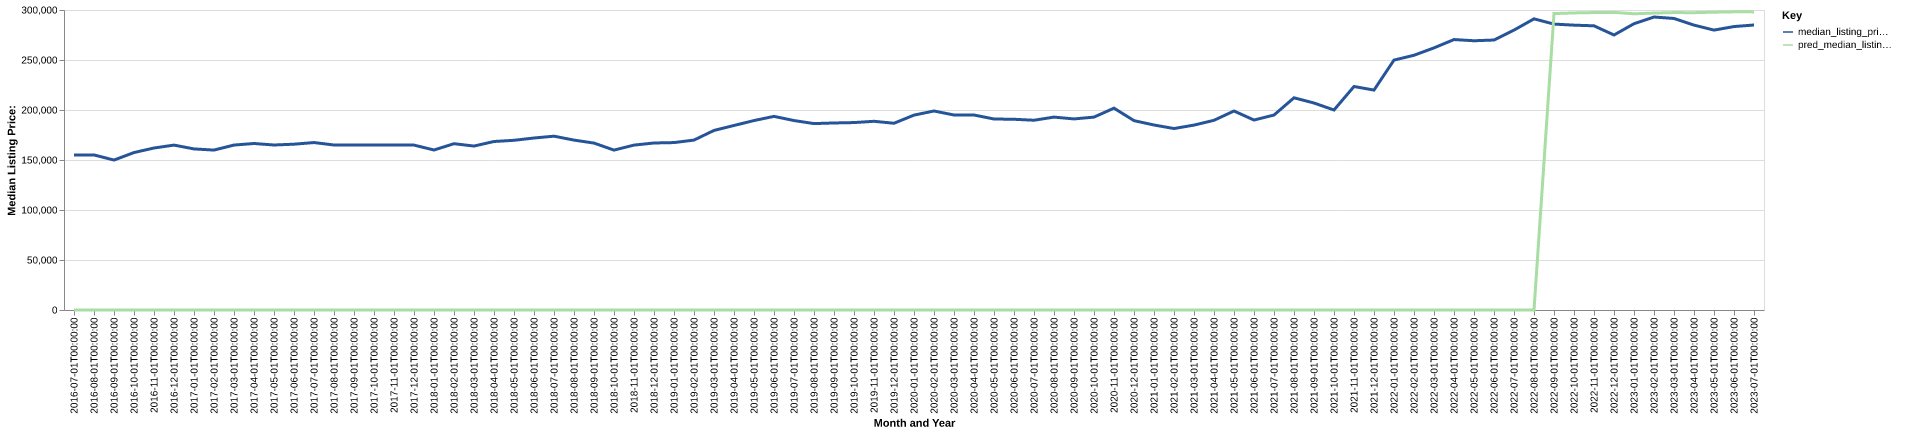 300,000
250,000
200,000
150,000
100,000
50,000
0
Median Listing Price:
2016-07-01T00:00:00
2016-08-01T00:00:00
2016-09-01T00:00:00
2016-10-01T00:00:00
2016-11-01T00:00:00
2016-12-01T00:00:00
2017-01-01T00:00:00
2017-02-01T00:00:00
2017-03-01T00:00:00
2017-04-01T00:00:00
2017-05-01T00:00:00
2017-06-01T00:00:00
2017-07-01T00:00:00
2017-08-01T00:00:00
2017-09-01T00:00:00
2017-10-01T00:00:00
2017-11-01T00:00:00
2017-12-01T00:00:00
2018-01-01T00:00:00
2018-02-01T00:00:00
2018-03-01T00:00:00
2018-04-01T00:00:00
2018-05-01T00:00:00
2018-06-01T00:00:00
2018-07-01T00:00:00
2018-08-01T00:00:00
2018-09-01T00:00:00
2018-10-01T00:00:00
2018-11-01T00:00:00
2018-12-01T00:00:00
2019-01-01T00:00:00
2019-02-01T00:00:00
2019-03-01T00:00:00
2019-04-01T00:00:00
2019-05-01T00:00:00
2019-06-01T00:00:00
2019-07-01T00:00:00
2019-08-01T00:00:00
2019-09-01T00:00:00
2019-10-01T00:00:00
2019-11-01T00:00:00
2019-12-01T00:00:00
2020-01-01T00:00:00
2020-02-01T00:00:00
2020-03-01T00:00:00
2020-04-01T00:00:00
2020-05-01T00:00:00
2020-06-01T00:00:00
2020-07-01T00:00:00
2020-08-01T00:00:00
2020-09-01T00:00:00
2020-10-01T00:00:00
2020-11-01T00:00:00
2020-12-01T00:00:00
2021-01-01T00:00:00
2021-02-01T00:00:00
2021-03-01T00:00:00
2021-04-01T00:00:00
2021-05-01T00:00:00
2021-06-01T00:00:00
2021-07-01T00:00:00
2021-08-01T00:00:00
2021-09-01T00:00:00
2021-10-01T00:00:00
2021-11-01T00:00:00
2021-12-01T00:00:00
2022-01-01T00:00:00
2022-02-01T00:00:00
2022-03-01T00:00:00
2022-04-01T00:00:00
2022-05-01T00:00:00
2022-06-01T00:00:00
2022-07-01T00:00:00
2022-08-01T00:00:00
2022-09-01T00:00:00
2022-10-01T00:00:00
2022-11-01T00:00:00
2022-12-01T00:00:00
2023-01-01T00:00:00
2023-02-01T00:00:00
2023-03-01T00:00:00
2023-04-01T00:00:00
2023-05-01T00:00:00
2023-06-01T00:00:00
2023-07-01T00:00:00
Month and Year
Key
median_listing_pri…
pred_median_listin…